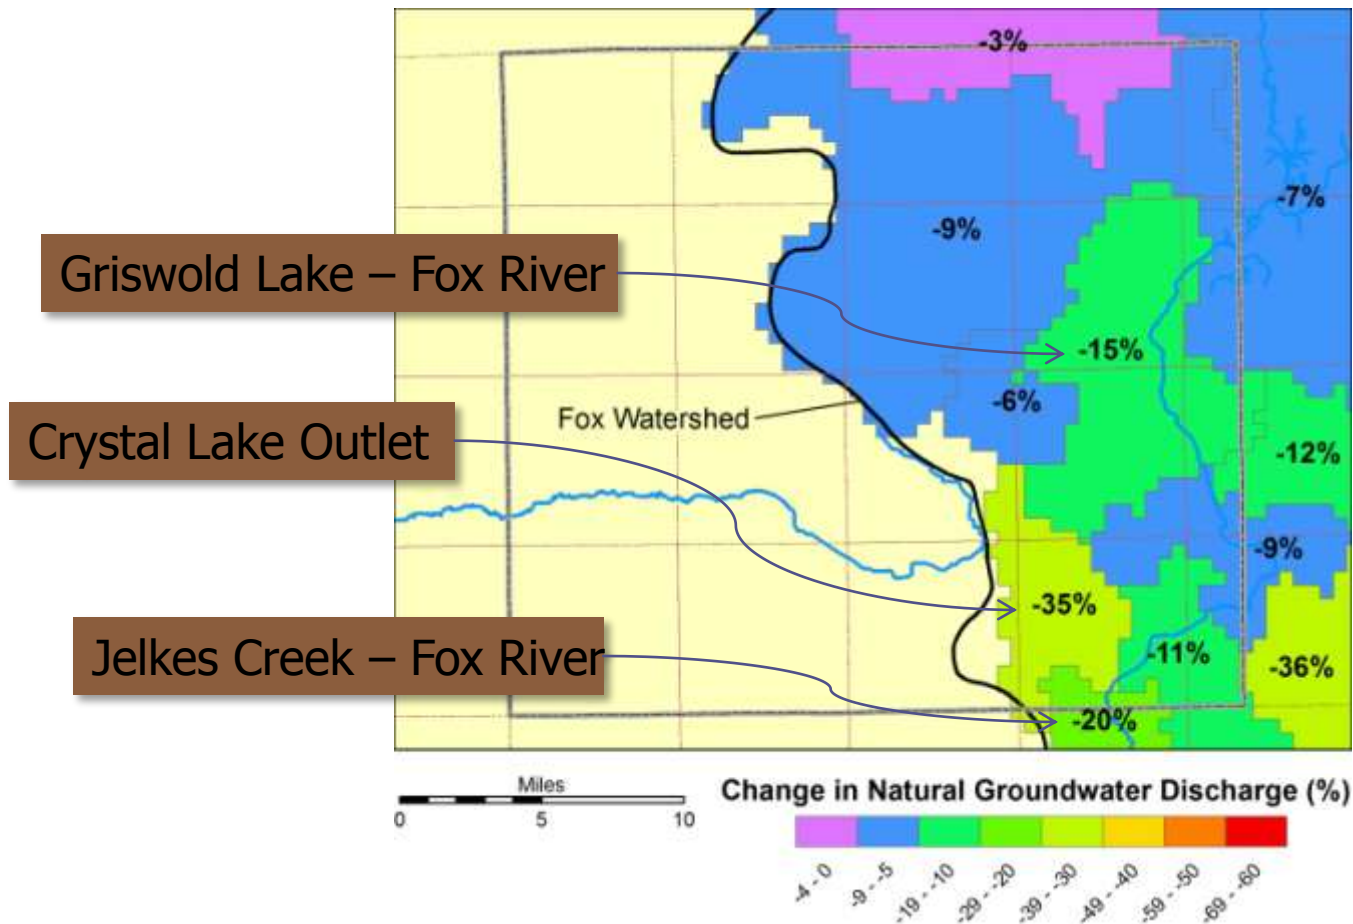 -3%
-7%
-9%
Griswold Lake – Fox River
-15%
-6%
Fox Watershed
Crystal Lake Outlet
-12%
-9%
-35%
Jelkes Creek – Fox River
-11%
-36%
-20%
Miles
0 5 10
Change in Natural Groundwater Discharge (%)
-4 - 0
-9 - -5
-19 - -10
-29 - -20
-39 - -30
-49 - -40
-59 - -50
-69 - -60